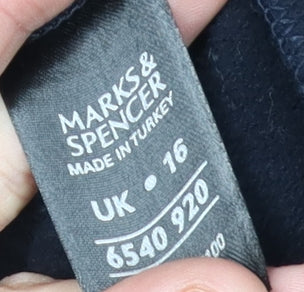 MARKS&
SPENCER
MADE IN TURKEY
UK • 16
6540 920